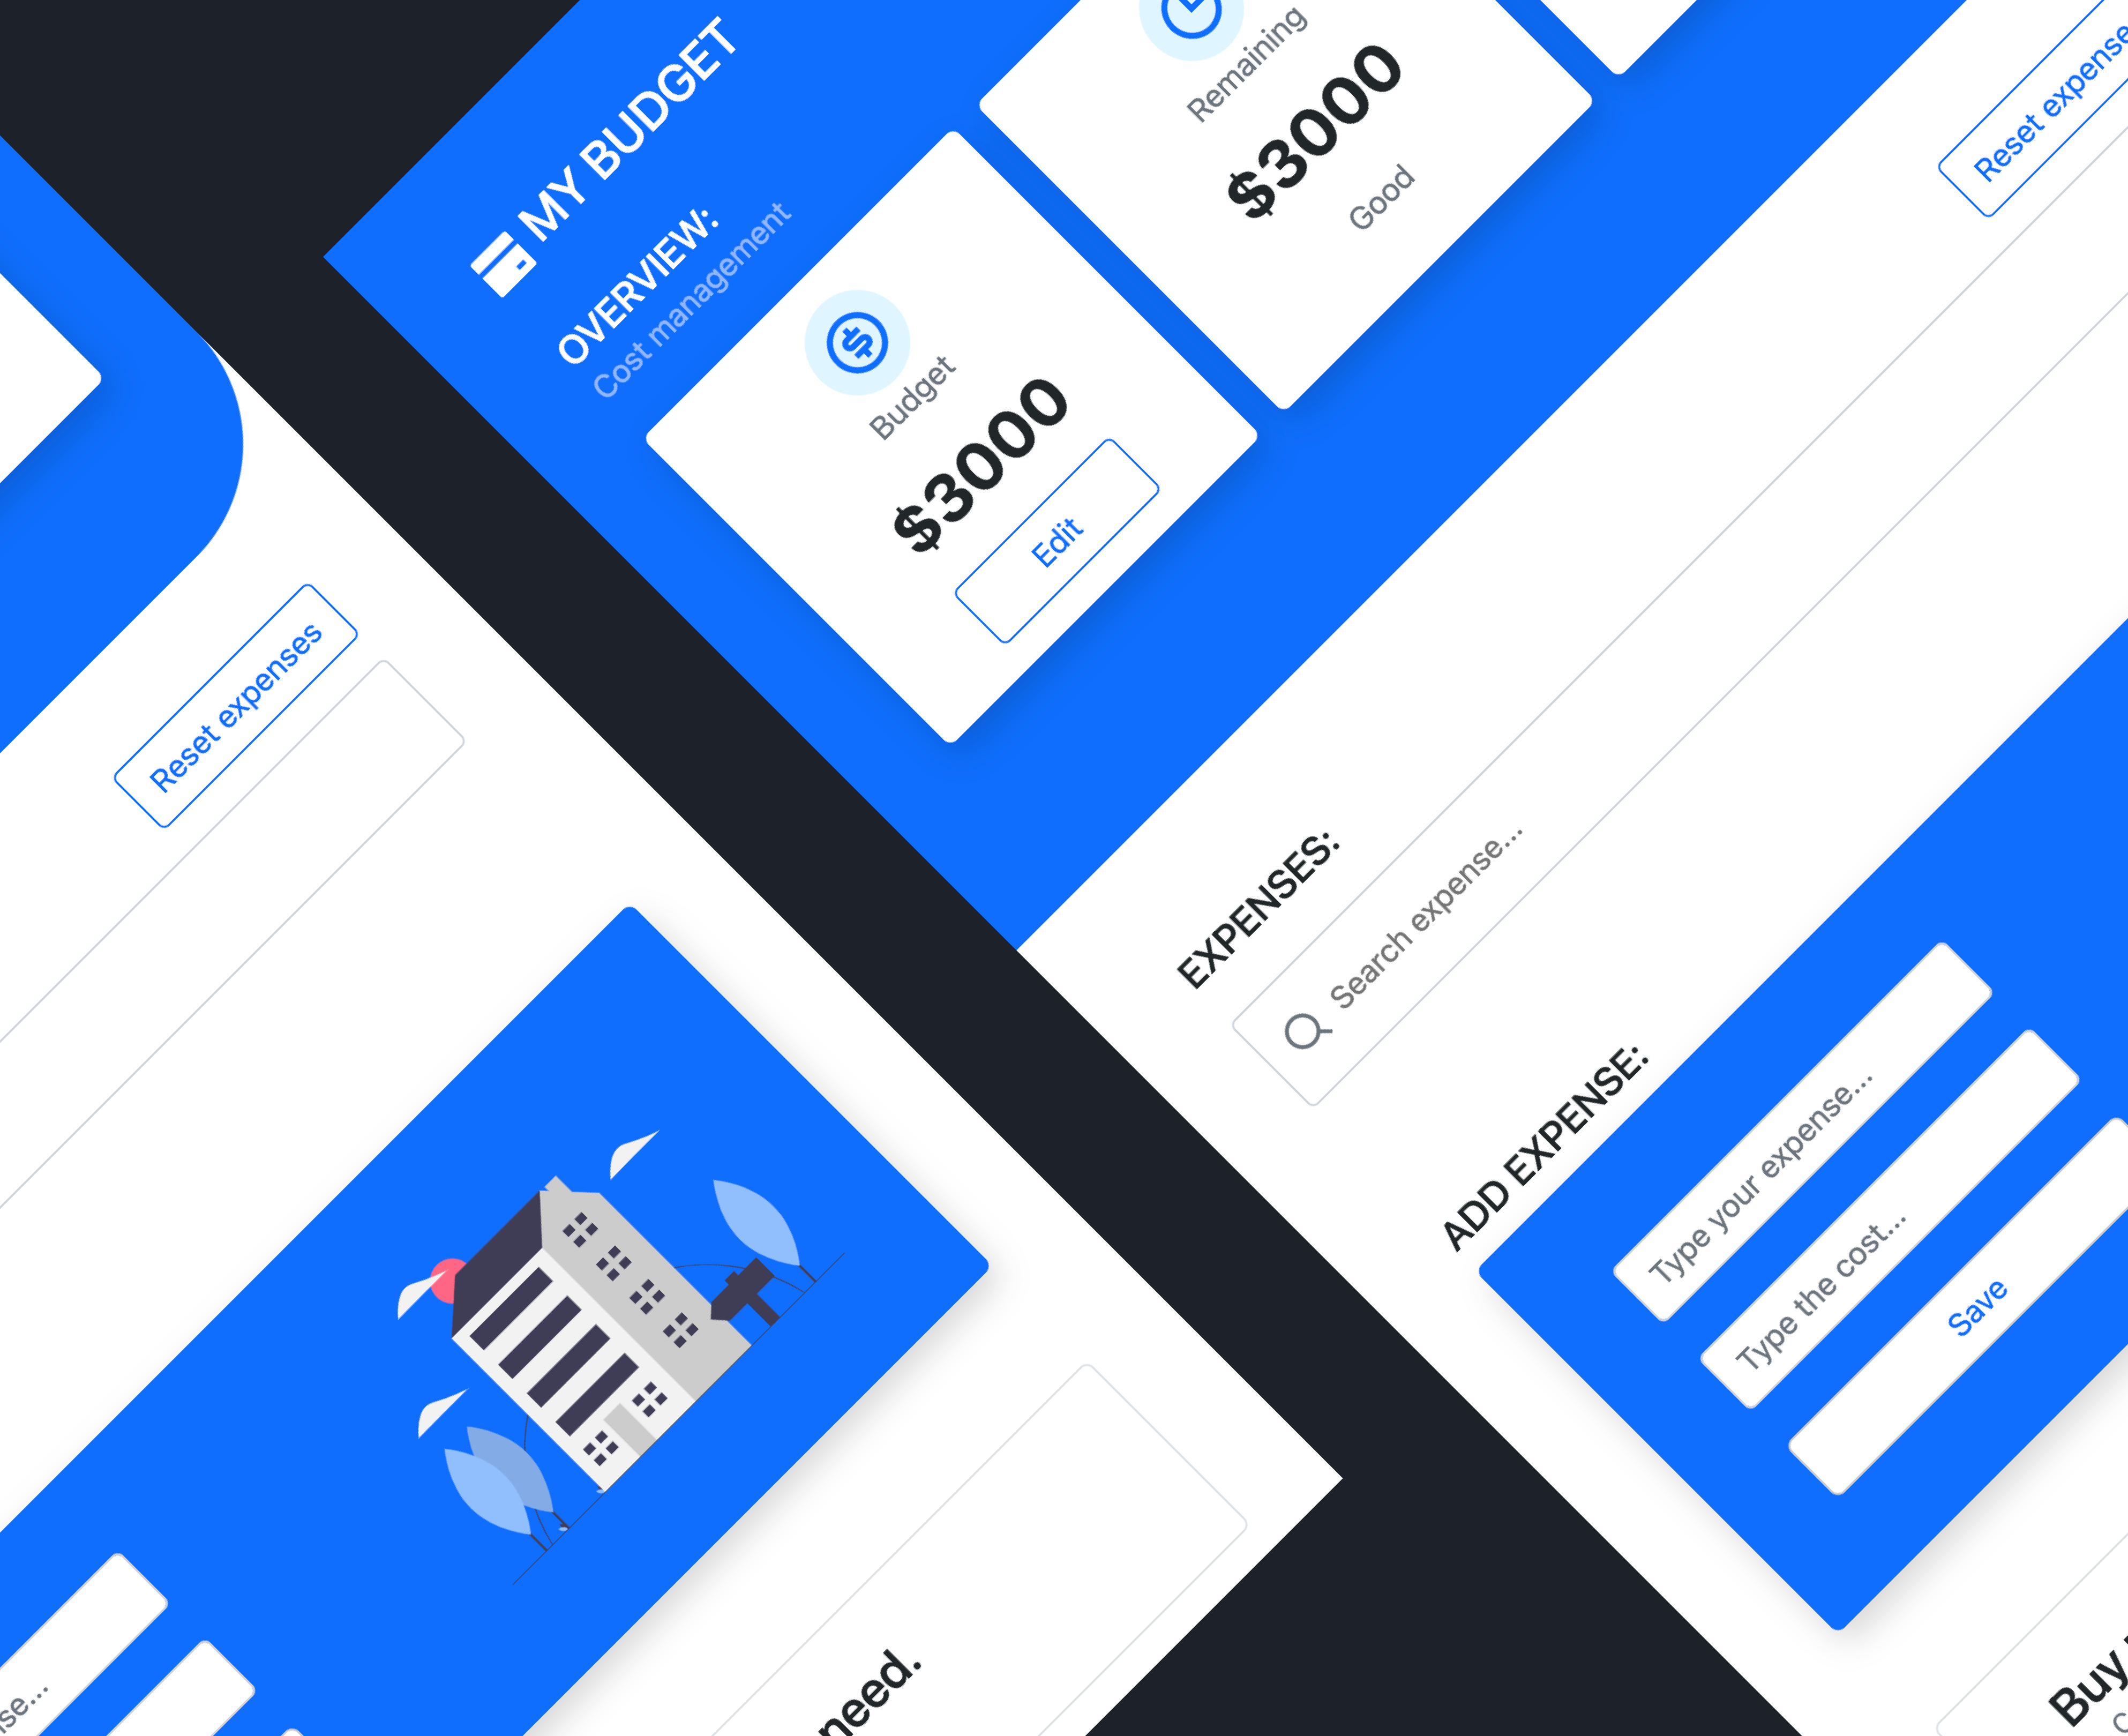 MY BUDGET
OVERVIEW:
Cost management
Budget
$3000
Edit
Remaining
$3000
Good
Reset expense
EXPENSES:
Search expense...
ADD EXPENSE:
Type your expense...
Type the cost...
Save
Buy
Reset expenses
se...
need.